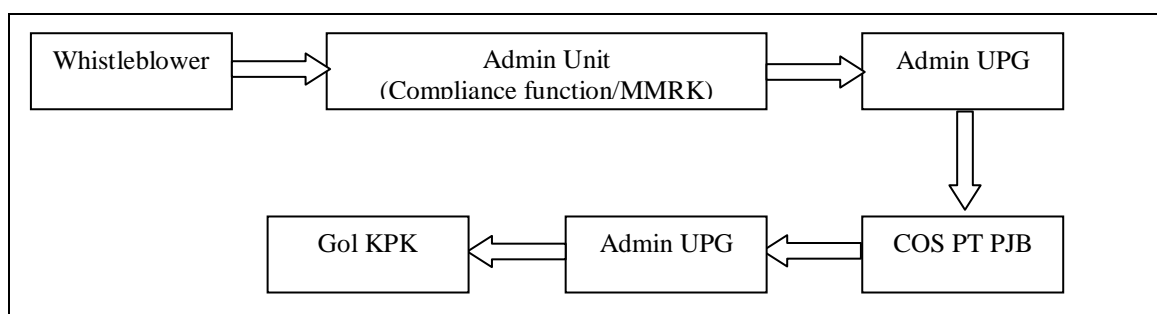 Whistleblower
Admin Unit
(Compliance function/MMRK)
Admin UPG
COS PT PJB
Admin UPG
Gol KPK